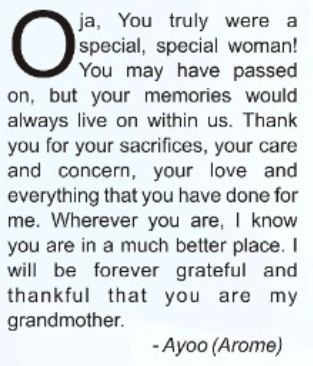 Oja, You truly were a
special, special woman!
You may have passed
on, but your memories would
always live on within us. Thank
you for your sacrifices, your care
and concern, your love and
everything that you have done for
me. Wherever you are, I know
you are in a much better place. I
will be forever grateful and
thankful that you are my
grandmother.
- Ayoo (Arome)